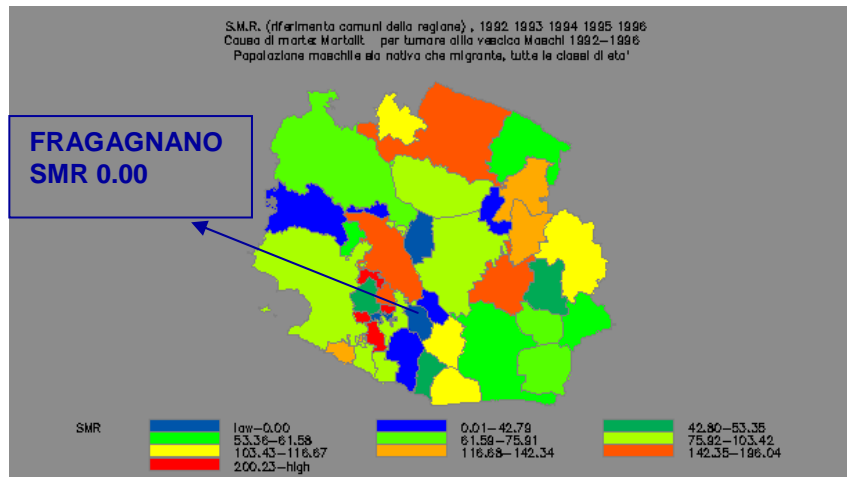 S.M.R. (riferimento comuni della regione) , 1992 1993 1994 1995 1996
Causa di morte: Mortalit per tumore alla vescica Maschi 1992-1996
Popolazione maschile sia nativa che migrante, tutte le classi di eta'
FRAGAGNANO
SMR 0.00
SMR
low-0.00 0.01-42.79 42.80-53.35
53.36-61.58 61.59-75.91 75.92-103.42
103.43-116.67 116.68-142.34 142.35-196.04
200.23-high